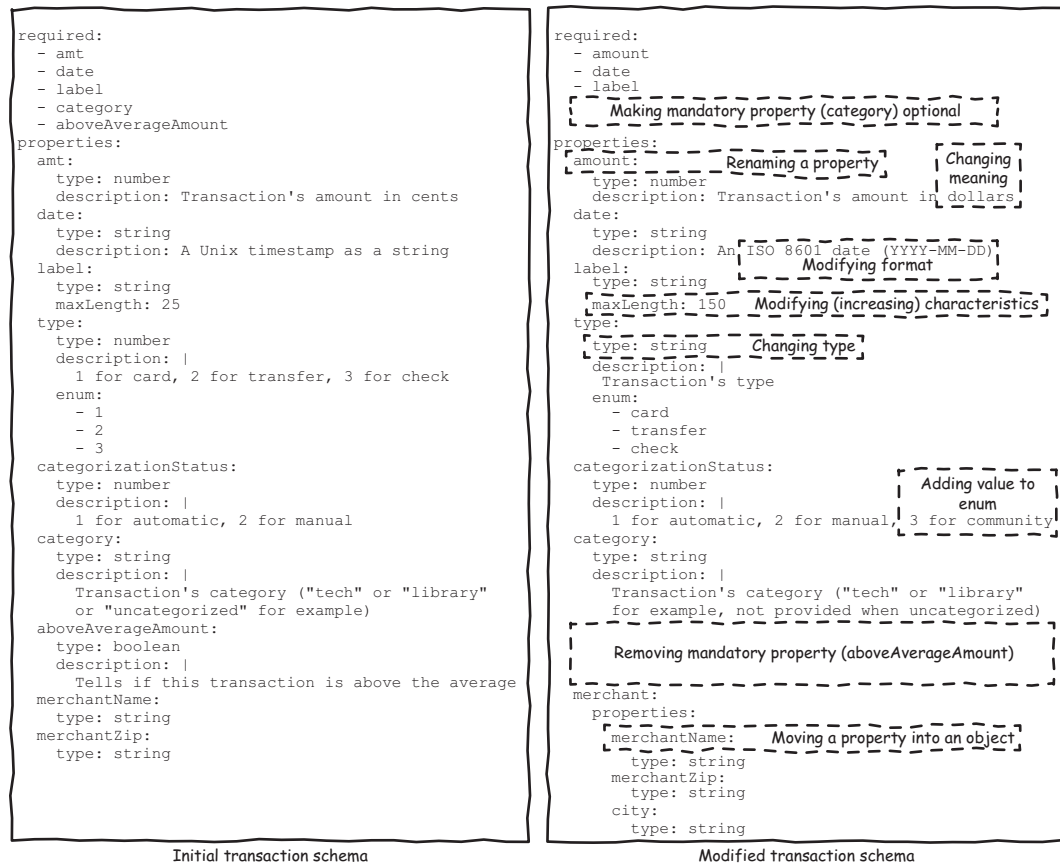 required:
- amt
- date
- label
- category
- aboveAverageAmount
properties:
amt:
type: number
description: Transaction's amount in cents
date:
type: string
description: A Unix timestamp as a string
label:
type: string
maxLength: 25
type:
type: number
description: |
1 for card, 2 for transfer, 3 for check
enum:
- 1
- 2
- 3
categorizationStatus:
type: number
description: |
1 for automatic, 2 for manual
category:
type: string
description: |
Transaction's category ("tech" or "library"
or "uncategorized" for example)
aboveAverageAmount:
type: boolean
description: |
Tells if this transaction is above the average
merchantName:
type: string
merchantZip:
type: string
Initial transaction schema
required:
- amount
- date
- label
Making mandatory property (category) optional
properties:
amount: Renaming a property
Changing
meaning
type: number
description: Transaction's amount in dollars
date:
type: string
description: An ISO 8601 date (YYYY-MM-DD)
Modifying format
label:
type: string
maxLength: 150 Modifying (increasing) characteristics
type:
type: string Changing type
description: |
Transaction's type
enum:
- card
- transfer
- check
categorizationStatus:
type: number
Adding value to
enum
description: |
1 for automatic, 2 for manual, 3 for community
category:
type: string
description: |
Transaction's category ("tech" or "library"
for example, not provided when uncategorized)
Removing mandatory property (aboveAverageAmount)
merchant:
properties:
merchantName: Moving a property into an object
type: string
merchantZip:
type: string
city:
type: string
Modified transaction schema